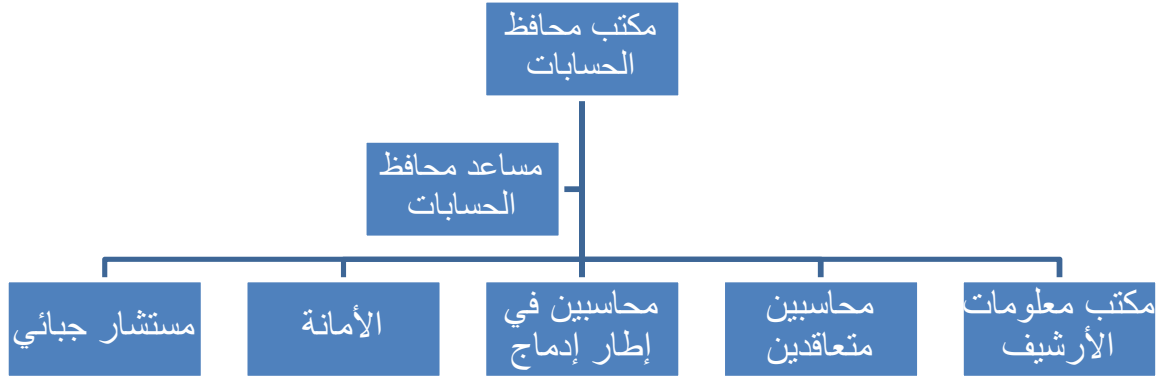 مكتب محافظ
الحسابات
مساعد محافظ
الحسابات
مكتب معلومات
الأرشيف
محاسبين
متعاقدين
محاسبين في
إطار إدماج
الأمانة
مستشار جبائي